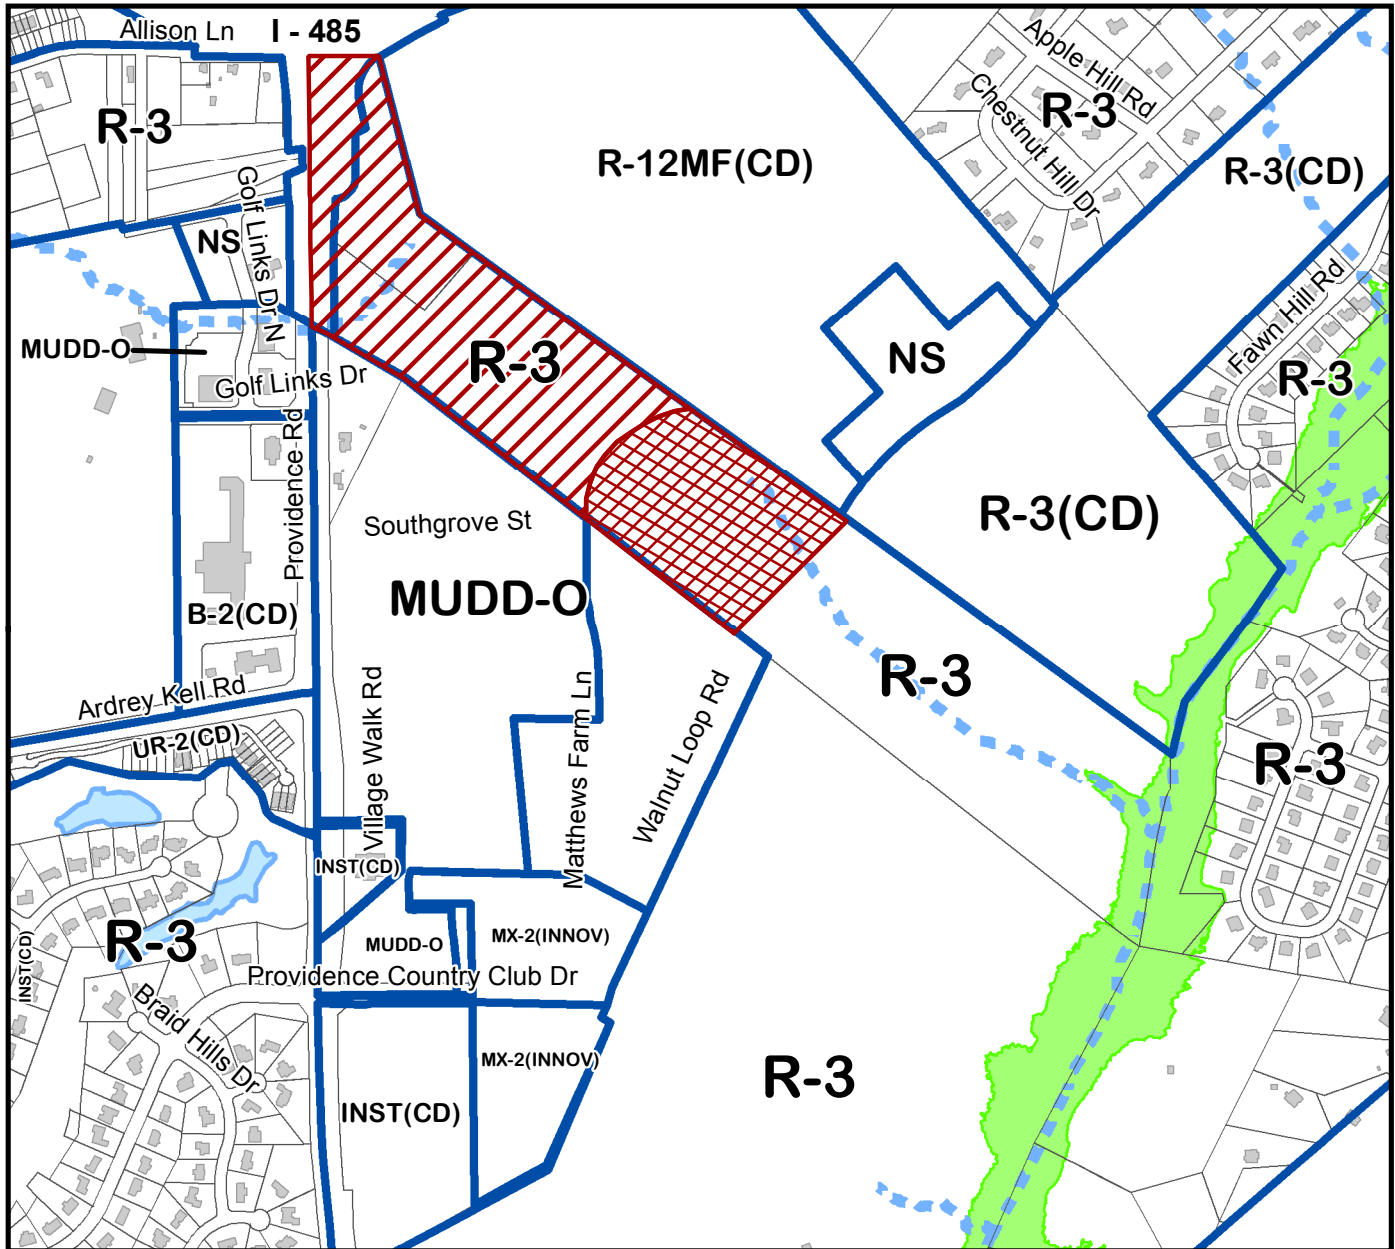 Allison Ln
I - 485
Apple Hill Rd
R-3
Chestnut Hill Dr
R-3
R-12MF(CD)
R-3(CD)
Golf Links Dr N
NS
Fawn Hill Rd
MUDD-O
R-3
NS
R-3
Golf Links Dr
Providence Rd
Southgrove St
R-3(CD)
MUDD-O
B-2(CD)
R-3
Ardrey Kell Rd
Village Walk Rd
Matthews Farm Ln
Walnut Loop Rd
UR-2(CD)
R-3
INST(CD)
R-3
INST(CD)
MUDD-O
MX-2(INNOV)
Providence Country Club Dr
Braid Hills Dr
MX-2(INNOV)
R-3
INST(CD)